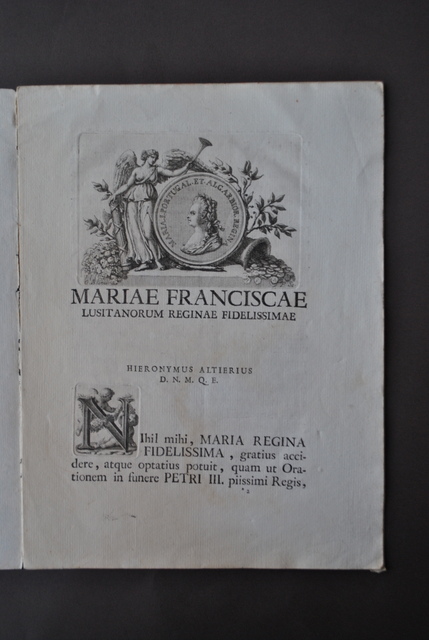 MARIA.I.PORTUGAL.ET.ALGARBIOR.REGINA
MARIAE FRANCISCAE
LUSITANORUM REGINAE FIDELISSIMAE
HIERONYMUS ALTIERIUS
D. N. M. Q. E.
NIhil mihi, MARIA REGINA
FIDELISSIMA, gratius acci-
dere, atque optatius potuit, quam ut Ora-
tionem in funere PETRI III. piissimi Regis,